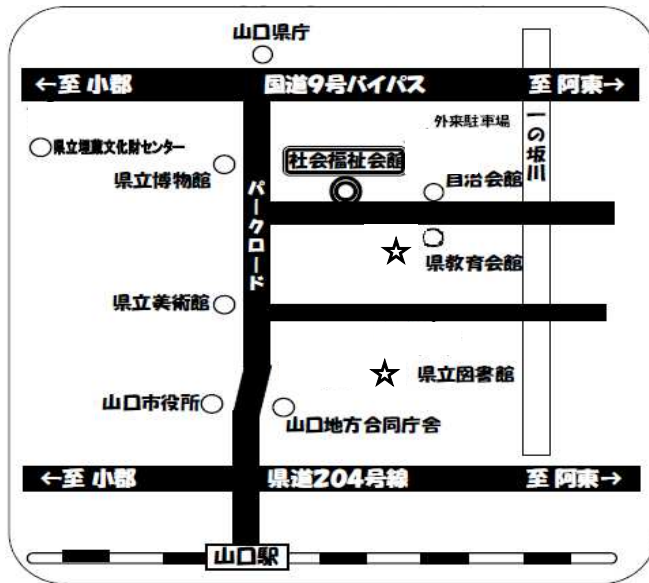 山口県庁
←至 小郡 国道9号バイパス 至 阿東→
外来駐車場
一の坂川
県立埋蔵文化財センター
社会福祉会館
県立博物館
自治会館
パークロード
県教育会館
県立美術館
県立図書館
山口市役所
山口地方合同庁舎
←至 小郡 県道204号線 至 阿東→
山口駅